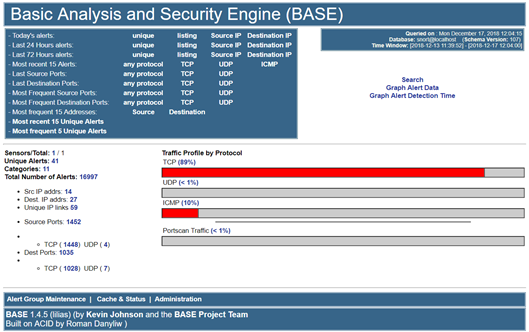 Basic Analysis and Security Engine (BASE)
- Today's alerts: unique listing Source IP Destination IP
- Last 24 Hours alerts: unique listing Source IP Destination IP
- Last 72 Hours alerts: unique listing Source IP Destination IP
- Most recent 15 Alerts: any protocol TCP UDP ICMP
- Last Source Ports: any protocol TCP UDP
- Last Destination Ports: any protocol TCP UDP
- Most Frequent Source Ports: any protocol TCP UDP
- Most Frequent Destination Ports: any protocol TCP UDP
- Most frequent 15 Addresses: Source Destination
- Most recent 15 Unique Alerts
- Most frequent 5 Unique Alerts
Queried on : Mon December 17, 2018 12:04:15
Database: snort@localhost (Schema Version: 107)
Time Window: [2018-12-13 11:39:52] - [2018-12-17 12:04:00]
Search
Graph Alert Data
Graph Alert Detection Time
Sensors/Total: 1 / 1
Unique Alerts: 41
Categories: 11
Total Number of Alerts: 16997
Src IP addrs: 14
Dest. IP addrs: 27
Unique IP links 59
Source Ports: 1452
TCP ( 1448) UDP ( 4)
Dest Ports: 1035
TCP ( 1028) UDP ( 7)
Traffic Profile by Protocol
TCP (89%)
UDP (< 1%)
ICMP (10%)
Portscan Traffic (< 1%)
Alert Group Maintenance | Cache & Status | Administration
BASE 1.4.5 (lilias) (by Kevin Johnson and the BASE Project Team
Built on ACID by Roman Danyliw )